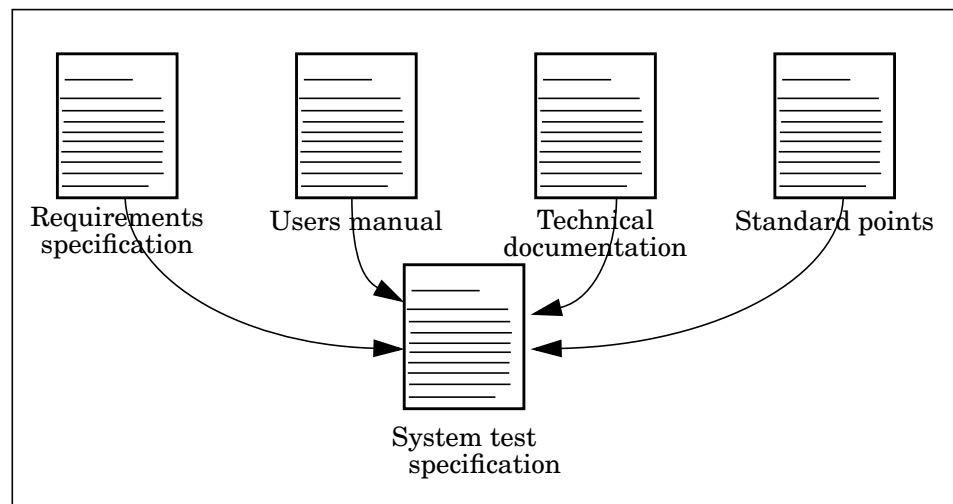 Requirements
specification
Users manual
Technical
documentation
Standard points
System test
specification